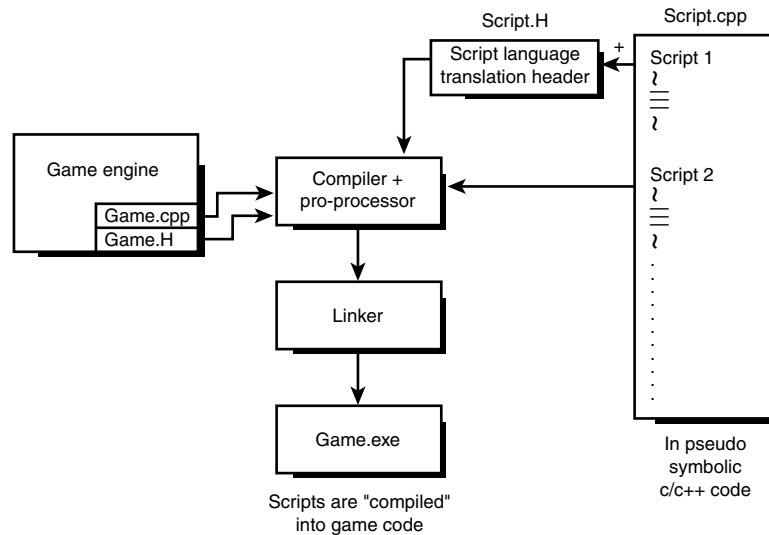 Script.H
Script.cpp
Script language
translation header
+
Script 1
Game engine
Game.cpp
Game.H
Compiler +
pro-processor
Script 2
Linker
Game.exe
Scripts are "compiled"
into game code
In pseudo
symbolic
c/c++ code